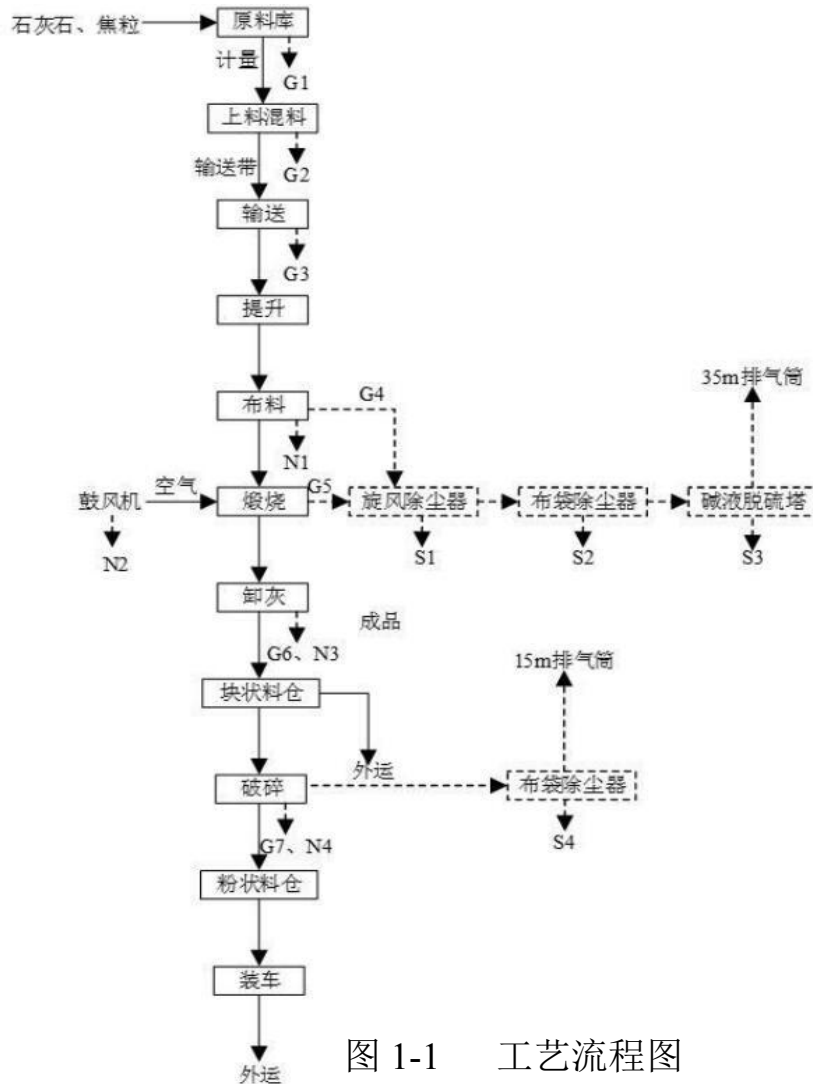 石灰石、焦粒
原料库
计量
G1
上料混料
输送带
G2
输送
G3
提升
35m排气筒
布料
G4
N1
鼓风机
空气
煅烧
G5
旋风除尘器
布袋除尘器
碱液脱硫塔
N2
S1
S2
S3
卸灰
成品
G6、N3
15m排气筒
块状料仓
外运
破碎
布袋除尘器
G7、N4
S4
粉状料仓
装车
外运
图 1-1 工艺流程图